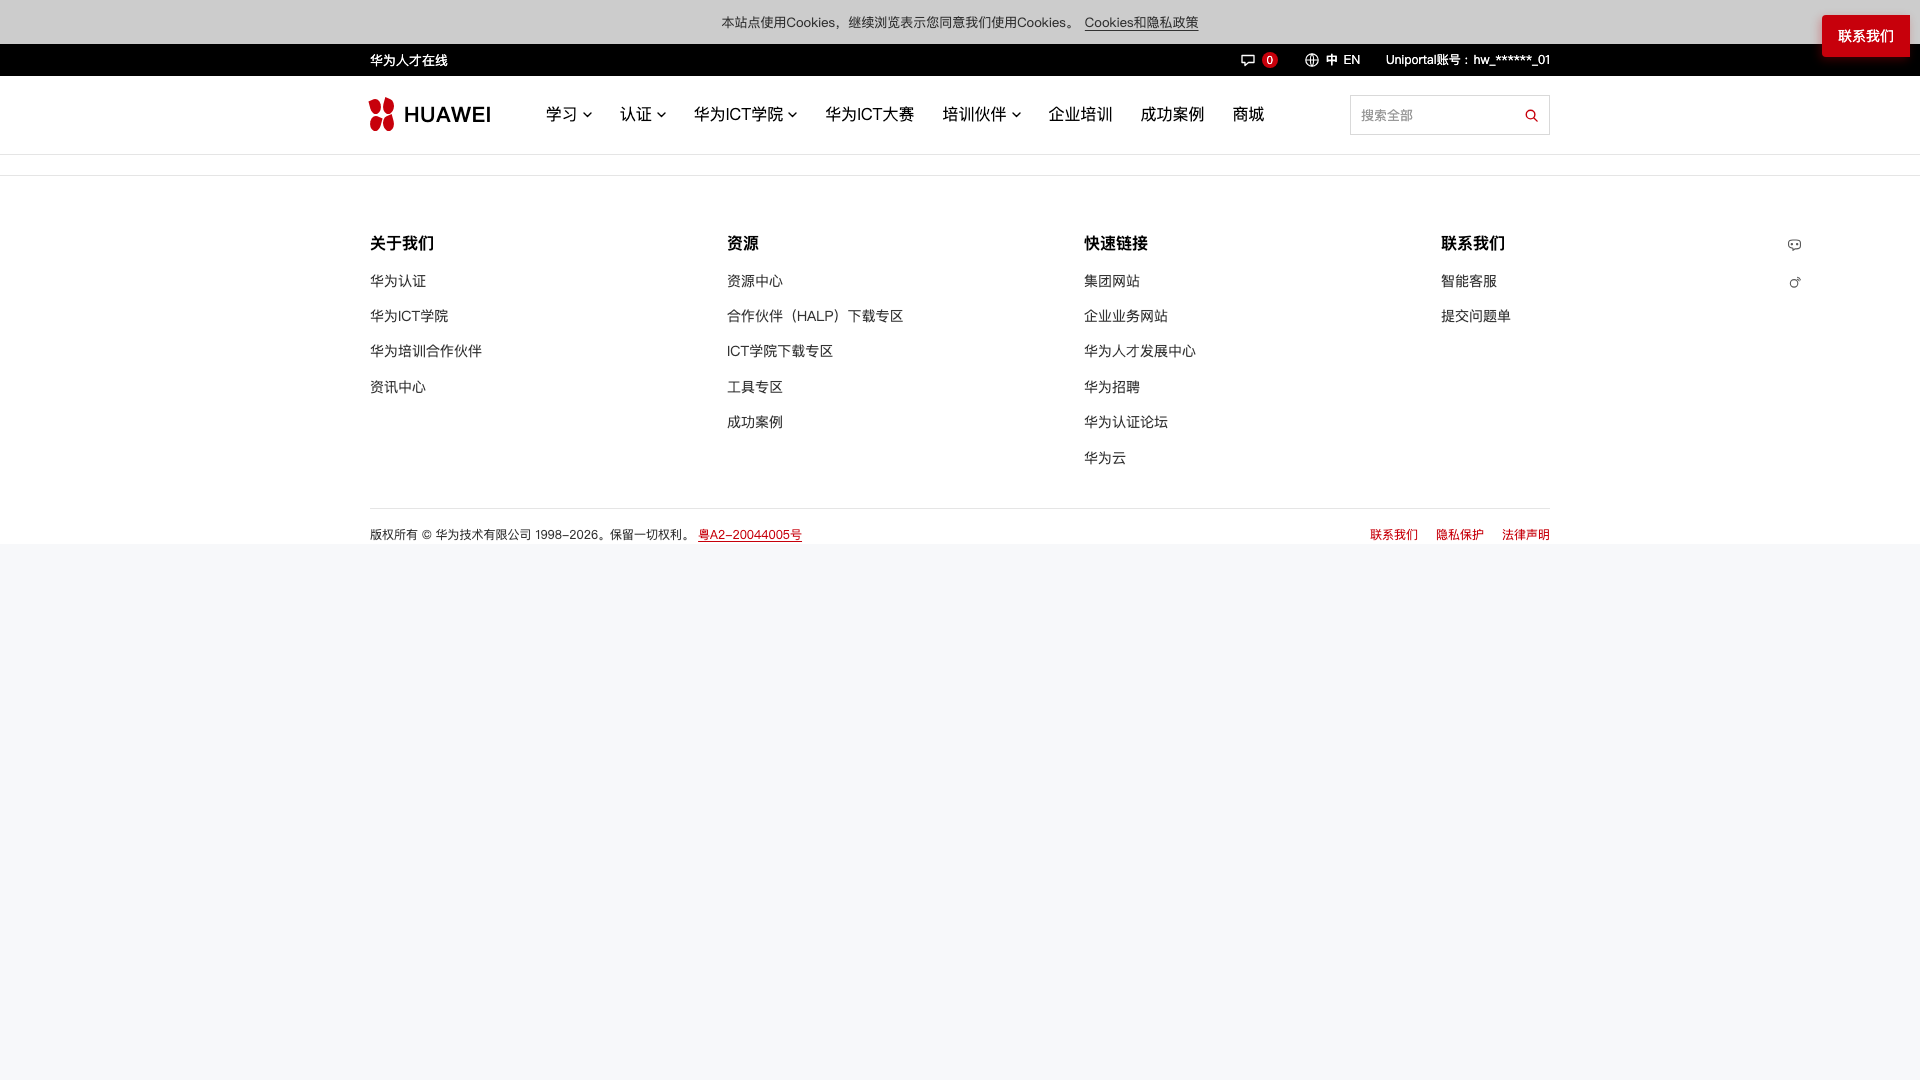 本站点使用Cookies，继续浏览表示您同意我们使用Cookies。 Cookies和隐私政策
联系我们
华为人才在线
0
中 EN
Uniportal账号 : hw_******_01
HUAWEI
学习 认证 华为ICT学院 华为ICT大赛 培训伙伴 企业培训 成功案例 商城
搜索全部
关于我们
华为认证
华为ICT学院
华为培训合作伙伴
资讯中心
资源
资源中心
合作伙伴（HALP）下载专区
ICT学院下载专区
工具专区
成功案例
快速链接
集团网站
企业业务网站
华为人才发展中心
华为招聘
华为认证论坛
华为云
联系我们
智能客服
提交问题单
版权所有 © 华为技术有限公司 1998-2026。保留一切权利。 粤A2-20044005号
联系我们 隐私保护 法律声明